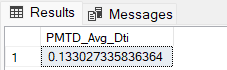 Results Messages
PMTD_Avg_Dti
1 0.133027335836364